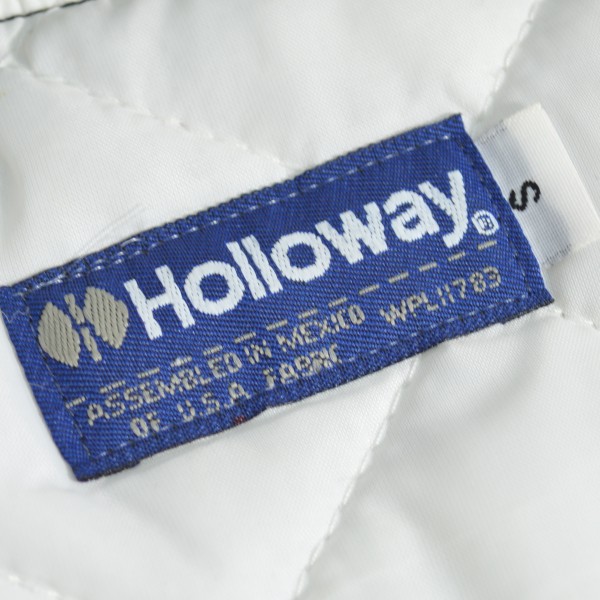 Holloway®
ASSEMBLED IN MEXICO WPL11783
OF U.S.A FABRIC
S